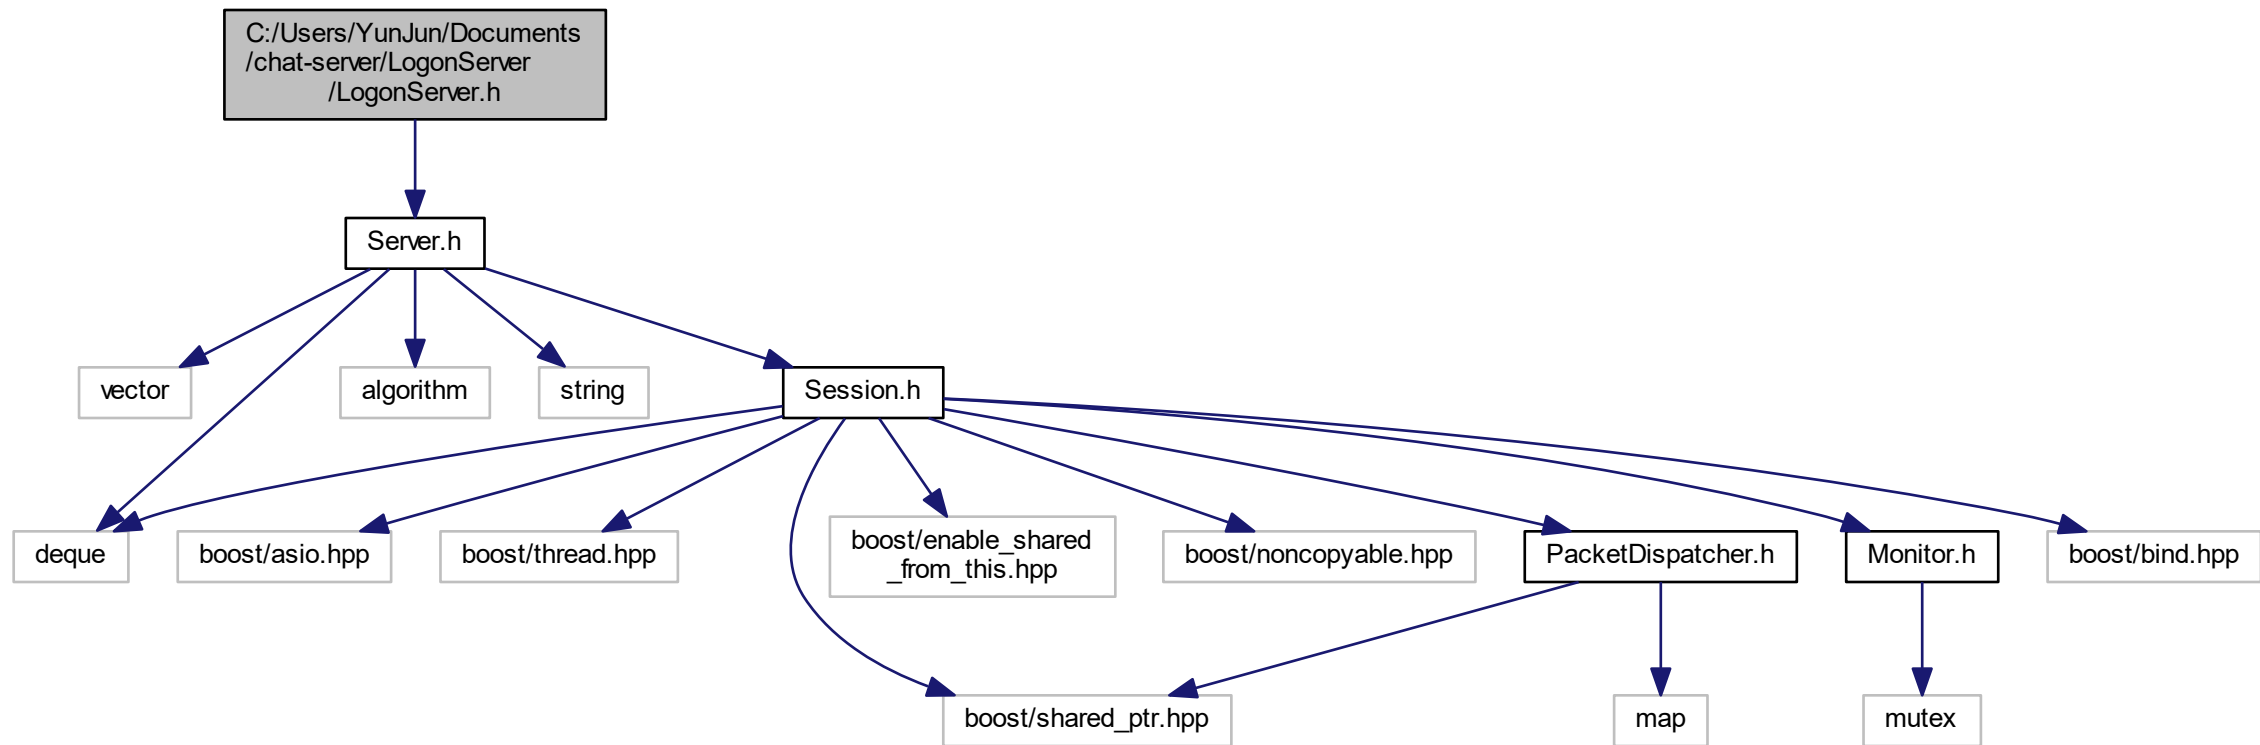 C:/Users/YunJun/Documents
/chat-server/LogonServer
/LogonServer.h
Server.h
vector
algorithm
string
Session.h
deque
boost/asio.hpp
boost/thread.hpp
boost/enable_shared
_from_this.hpp
boost/noncopyable.hpp
PacketDispatcher.h
Monitor.h
boost/bind.hpp
boost/shared_ptr.hpp
map
mutex